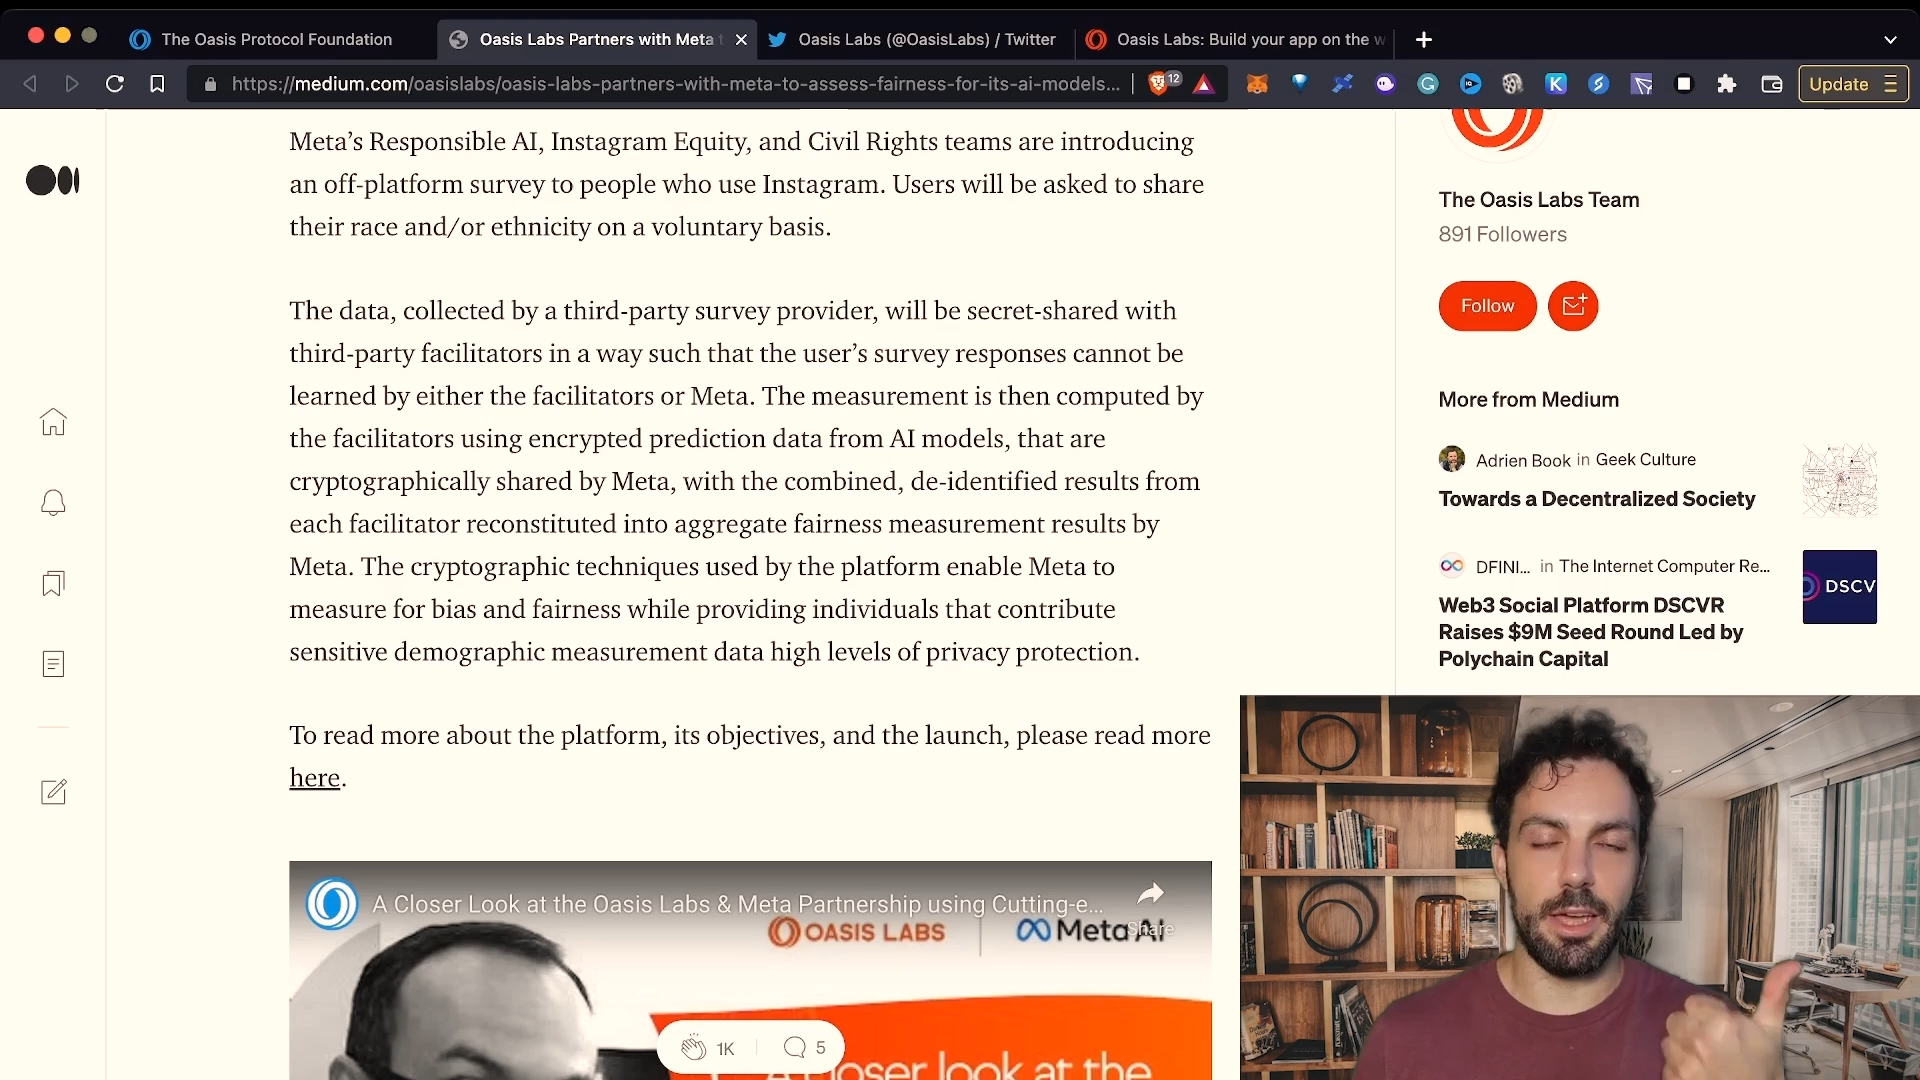 The Oasis Protocol Foundation
Oasis Labs Partners with Meta
Oasis Labs (@OasisLabs) / Twitter
Oasis Labs: Build your app on the w
https://medium.com/oasislabs/oasis-labs-partners-with-meta-to-assess-fairness-for-its-ai-models...
12
Update
Meta’s Responsible AI, Instagram Equity, and Civil Rights teams are introducing
an off-platform survey to people who use Instagram. Users will be asked to share
their race and/or ethnicity on a voluntary basis.
The data, collected by a third-party survey provider, will be secret-shared with
third-party facilitators in a way such that the user’s survey responses cannot be
learned by either the facilitators or Meta. The measurement is then computed by
the facilitators using encrypted prediction data from AI models, that are
cryptographically shared by Meta, with the combined, de-identified results from
each facilitator reconstituted into aggregate fairness measurement results by
Meta. The cryptographic techniques used by the platform enable Meta to
measure for bias and fairness while providing individuals that contribute
sensitive demographic measurement data high levels of privacy protection.
To read more about the platform, its objectives, and the launch, please read more
here.
A Closer Look at the Oasis Labs & Meta Partnership using Cutting-e...
Share
OASIS LABS
Meta AI
A closer look at the
1K
5
The Oasis Labs Team
891 Followers
Follow
More from Medium
Adrien Book in Geek Culture
Towards a Decentralized Society
DFINI... in The Internet Computer Re...
Web3 Social Platform DSCVR
Raises $9M Seed Round Led by
Polychain Capital
DSCV